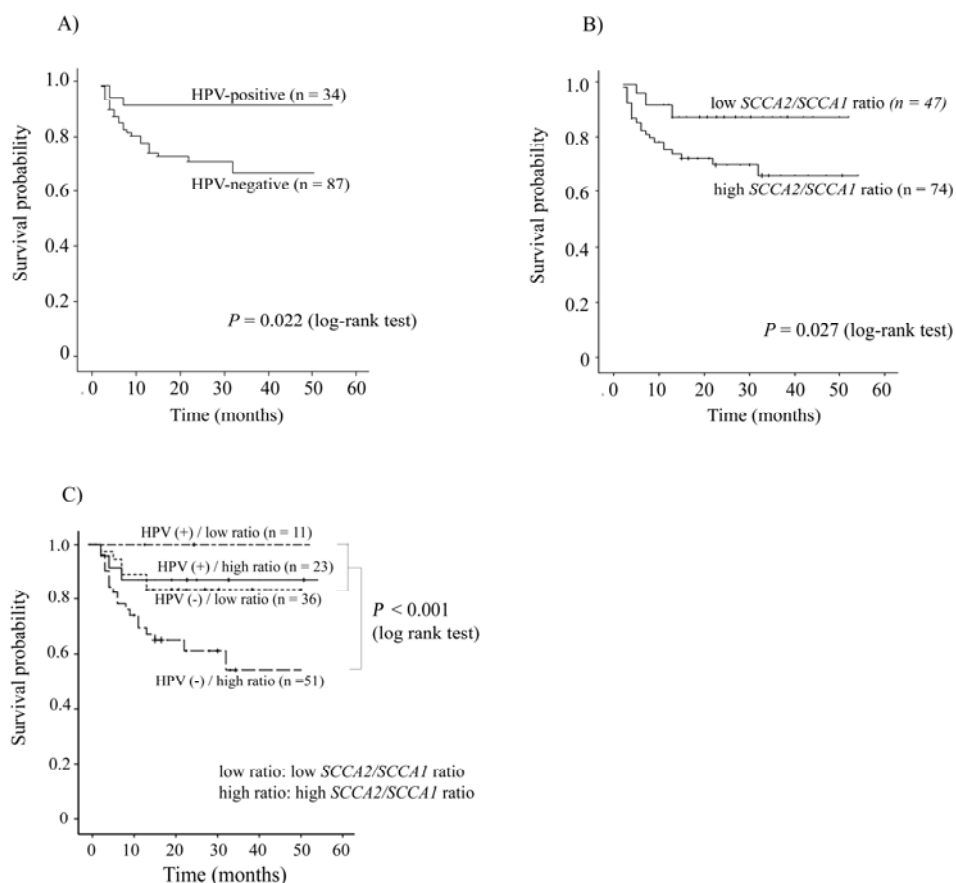 A)
1.0
0.8
0.6
0.4
0.2
0
HPV-positive (n = 34)
HPV-negative (n = 87)
P = 0.022 (log-rank test)
Survival probability
0 10 20 30 40 50 60
Time (months)
B)
1.0
0.8
0.6
0.4
0.2
0
low SCCA2/SCCA1 ratio (n = 47)
high SCCA2/SCCA1 ratio (n = 74)
P = 0.027 (log-rank test)
Survival probability
0 10 20 30 40 50 60
Time (months)
C)
1.0
0.8
0.6
0.4
0.2
0
HPV (+) / low ratio (n = 11)
HPV (+) / high ratio (n = 23)
HPV (-) / low ratio (n = 36)
HPV (-) / high ratio (n =51)
P < 0.001
(log rank test)
low ratio: low SCCA2/SCCA1 ratio
high ratio: high SCCA2/SCCA1 ratio
Survival probability
0 10 20 30 40 50 60
Time (months)